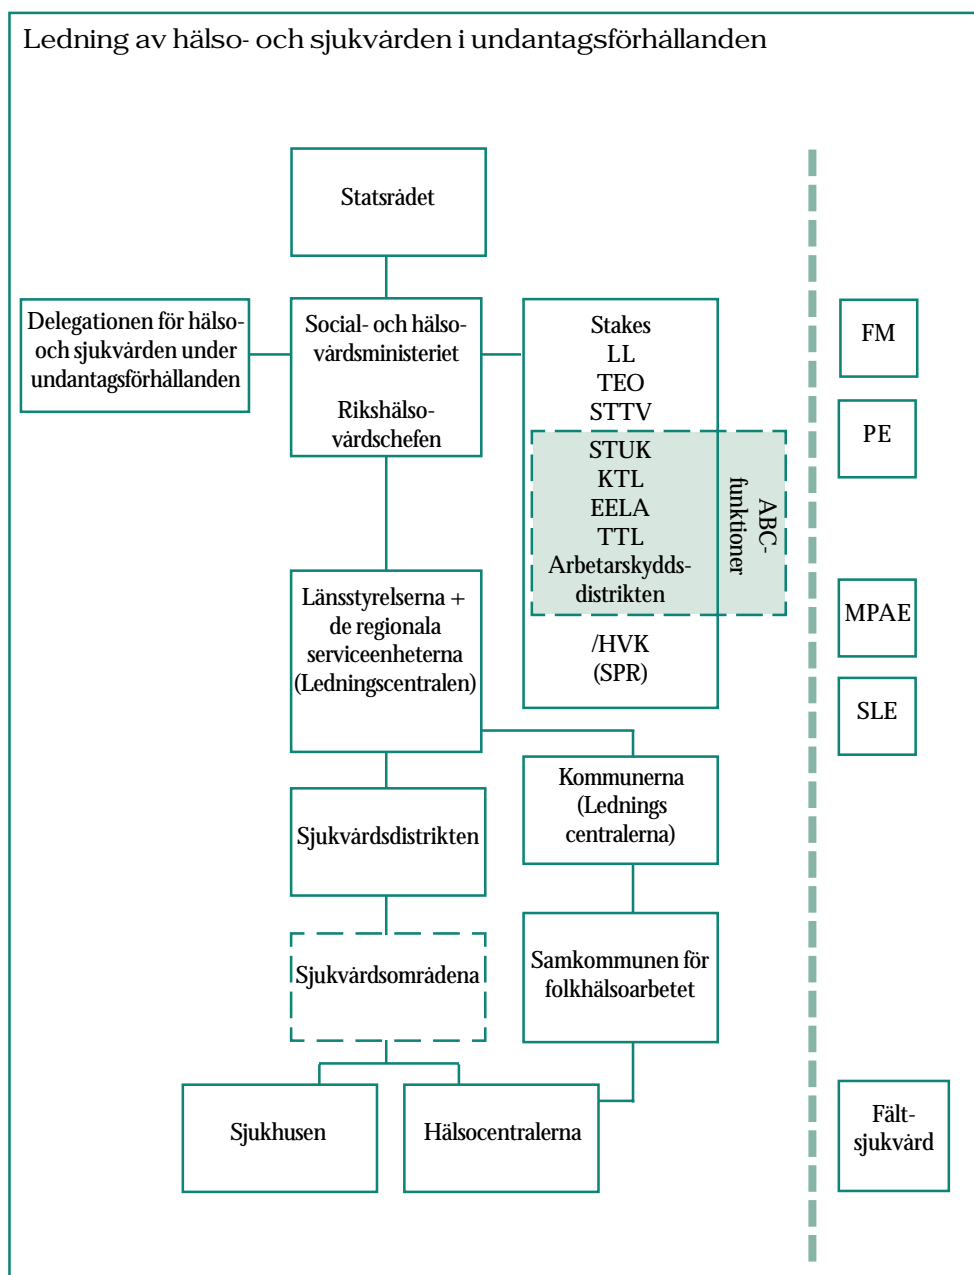 Ledning av hälso- och sjukvården i undantagsförhållanden
Statsrådet
Delegationen för hälso-
och sjukvården under
undantagsförhållanden
Social- och hälso-
vårdsministeriet
Rikshälso-
vårdschefen
Stakes
LL
TEO
STTV
STUK
KTL
EELA
TTL
Arbetarskydds-
distrikten
/HVK
(SPR)
ABC-
funktioner
FM
PE
MPAE
SLE
Länsstyrelserna +
de regionala
serviceenheterna
(Ledningscentralen)
Kommunerna
(Lednings
centralerna)
Sjukvårdsdistrikten
Sjukvårdsområdena
Samkommunen för
folkhälsoarbetet
Sjukhusen
Hälsocentralerna
Fält-
sjukvård